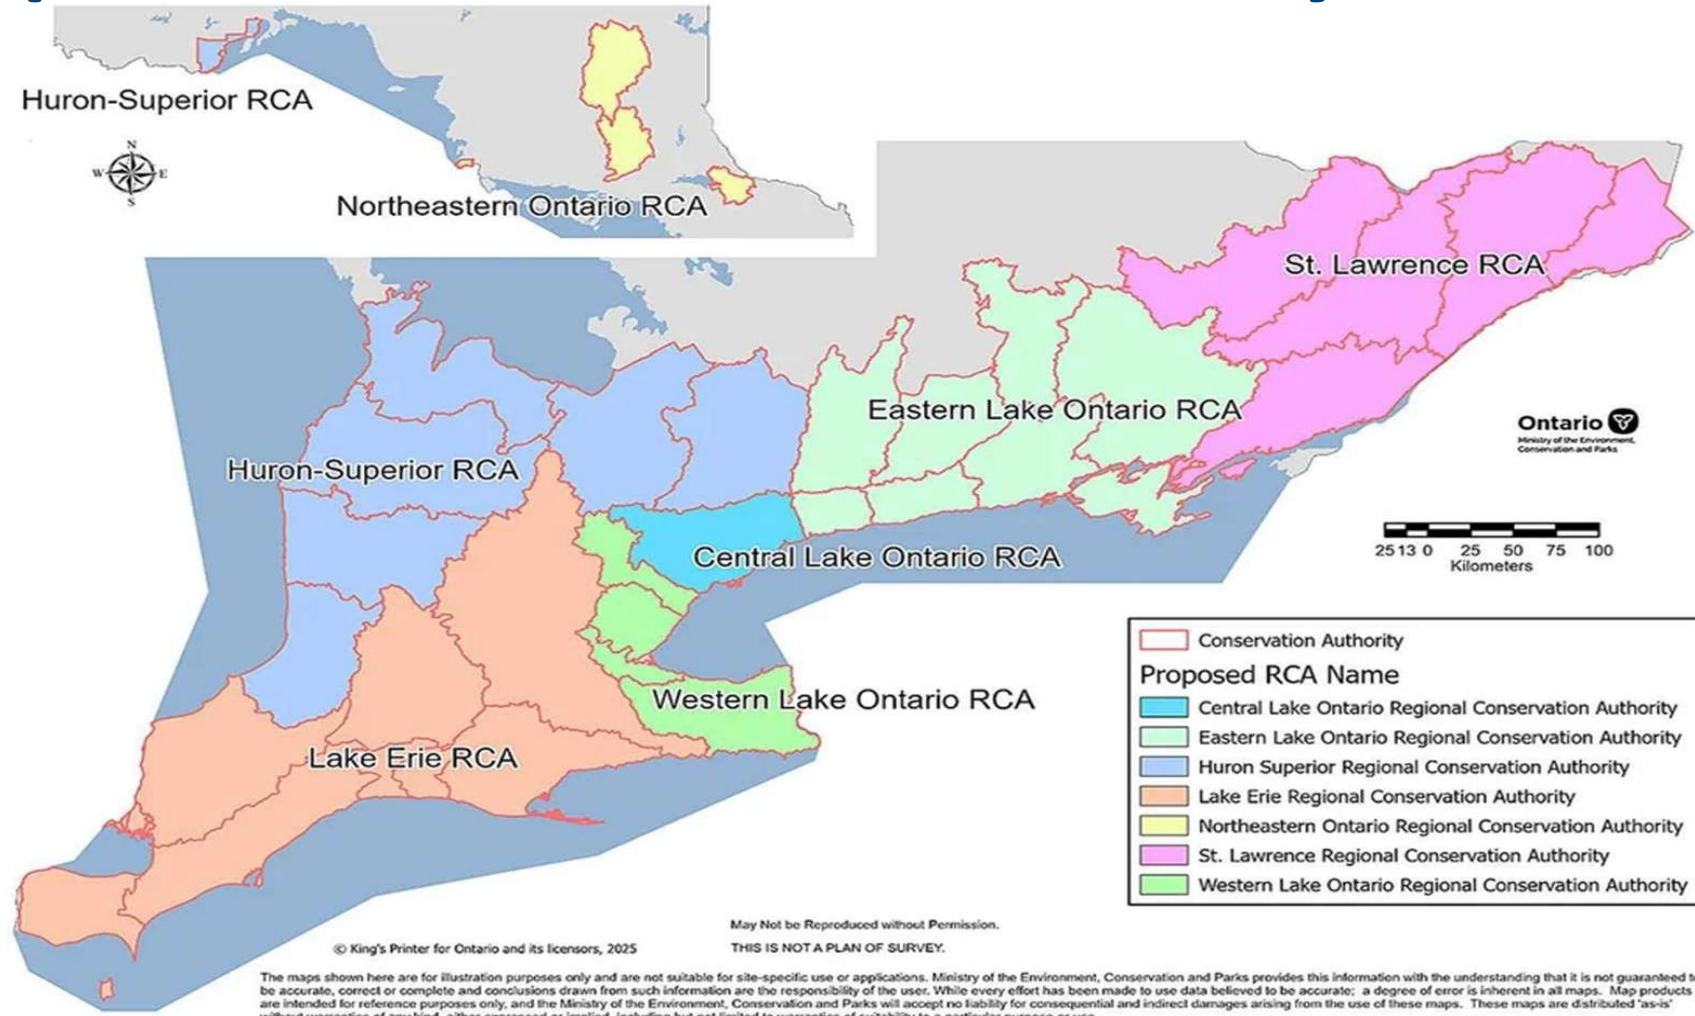 Huron-Superior RCA
N
W E
S
Northeastern Ontario RCA
St. Lawrence RCA
Eastern Lake Ontario RCA
Ontario
Ministry of the Environment,
Conservation and Parks
Huron-Superior RCA
Central Lake Ontario RCA
25 13 0 25 50 75 100
Kilometers
Western Lake Ontario RCA
Lake Erie RCA
Conservation Authority
Proposed RCA Name
Central Lake Ontario Regional Conservation Authority
Eastern Lake Ontario Regional Conservation Authority
Huron Superior Regional Conservation Authority
Lake Erie Regional Conservation Authority
Northeastern Ontario Regional Conservation Authority
St. Lawrence Regional Conservation Authority
Western Lake Ontario Regional Conservation Authority
May Not be Reproduced without Permission.
© King's Printer for Ontario and its licensors, 2025
THIS IS NOT A PLAN OF SURVEY.
The maps shown here are for illustration purposes only and are not suitable for site-specific use or applications. Ministry of the Environment, Conservation and Parks provides this information with the understanding that it is not guaranteed to
be accurate, correct or complete and conclusions drawn from such information are the responsibility of the user. While every effort has been made to use data believed to be accurate; a degree of error is inherent in all maps. Map products
are intended for reference purposes only, and the Ministry of the Environment, Conservation and Parks will accept no liability for consequential and indirect damages arising from the use of these maps. These maps are distributed 'as-is'